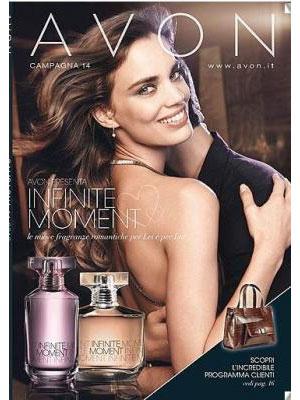 AVON
CAMPAGNA 14
www.avon.it
AVON PRESENTA
INFINITE
MOMENT
le nuove fragranze romantiche per Lei e per Lui
INFINITE
MOMENT
INFINITE
MOMENT
SCOPRI
L'INCREDIBILE
PROGRAMMA CLIENTI
vedi pag. 16